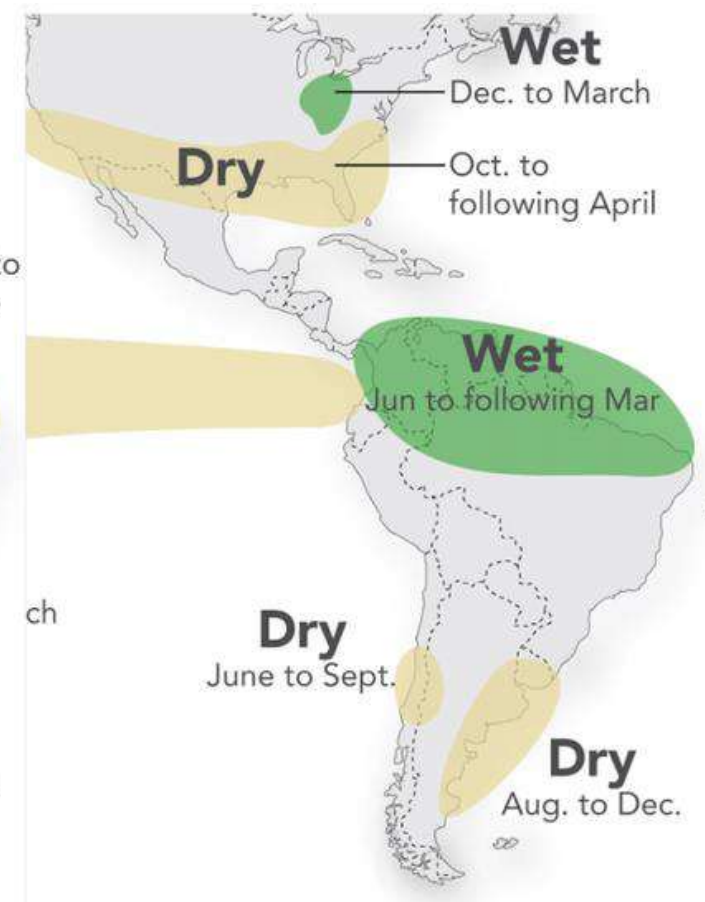 Wet
Dec. to March
Dry
Oct. to
following April
to
Wet
Jun to following Mar
ch
Dry
June to Sept.
Dry
Aug. to Dec.